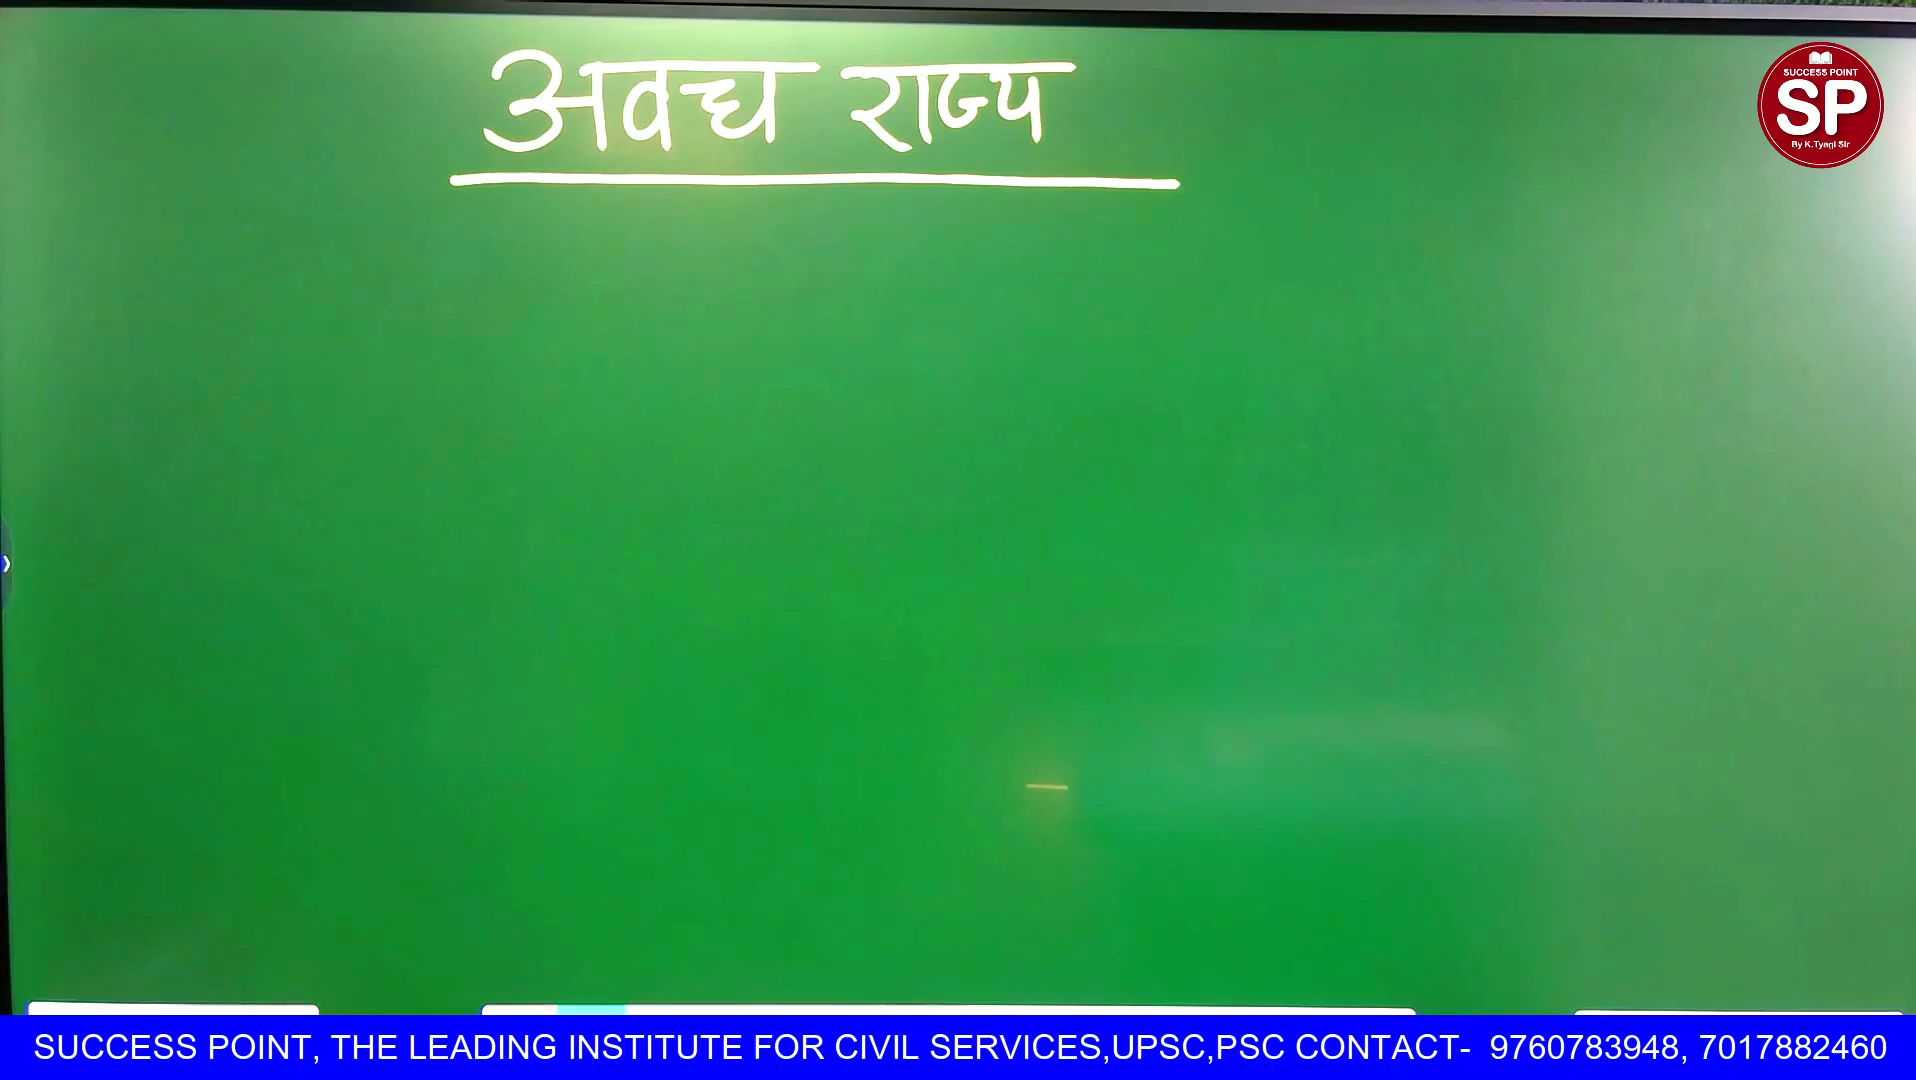 अवध राज्य
SUCCESS POINT
SP
By K.Tyagi Sir
SUCCESS POINT, THE LEADING INSTITUTE FOR CIVIL SERVICES,UPSC,PSC CONTACT- 9760783948, 7017882460